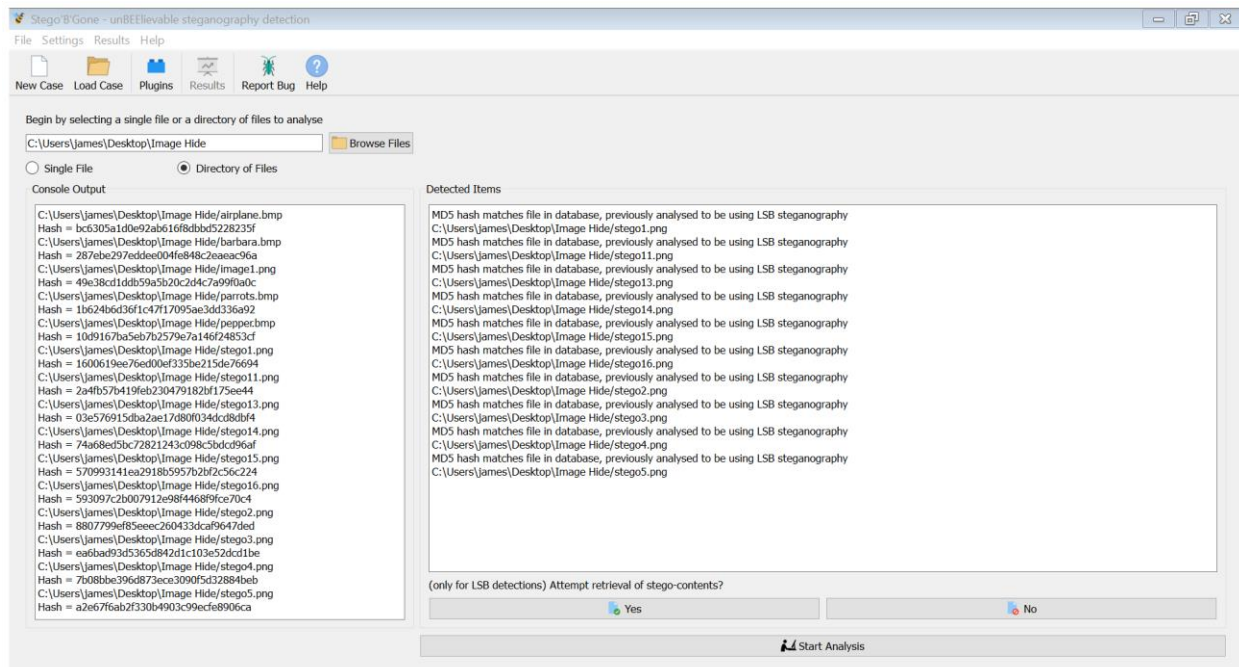 Stego'B'Gone - unBEElievable steganography detection
File Settings Results Help
New Case Load Case Plugins Results Report Bug Help
Begin by selecting a single file or a directory of files to analyse
C:\Users\james\Desktop\Image Hide
Browse Files
Single File Directory of Files
Console Output
C:\Users\james\Desktop\Image Hide/airplane.bmp
Hash = bc6305a1d0e92ab616f8dbbd5228235f
C:\Users\james\Desktop\Image Hide/barbara.bmp
Hash = 287ebe297eddee004fe848c2eaeac96a
C:\Users\james\Desktop\Image Hide/image1.png
Hash = 49e38cd1ddb59a5b20c2d4c7a99f0a0c
C:\Users\james\Desktop\Image Hide/parrots.bmp
Hash = 1b624b6d36f1c47f17095ae3dd336a92
C:\Users\james\Desktop\Image Hide/pepper.bmp
Hash = 10d9167ba5eb7b2579e7a146f24853cf
C:\Users\james\Desktop\Image Hide/stego1.png
Hash = 1600619ee76ed00ef335be215de76694
C:\Users\james\Desktop\Image Hide/stego11.png
Hash = 2a4fb57b419feb230479182bf175ee44
C:\Users\james\Desktop\Image Hide/stego13.png
Hash = 03e576915dba2ae17d80f034dcd8dbf4
C:\Users\james\Desktop\Image Hide/stego14.png
Hash = 74a68ed5bc72821243c098c5bdcd96af
C:\Users\james\Desktop\Image Hide/stego15.png
Hash = 570993141ea2918b5957b2bf2c56c224
C:\Users\james\Desktop\Image Hide/stego16.png
Hash = 593097c2b007912e98f4468f9fce70c4
C:\Users\james\Desktop\Image Hide/stego2.png
Hash = 8807799ef85eeec260433dcaf9647ded
C:\Users\james\Desktop\Image Hide/stego3.png
Hash = ea6bad93d5365d842d1c103e52dcd1be
C:\Users\james\Desktop\Image Hide/stego4.png
Hash = 7b08bbe396d873ece3090f5d32884beb
C:\Users\james\Desktop\Image Hide/stego5.png
Hash = a2e67f6ab2f330b4903c99ecfe8906ca
Detected Items
MD5 hash matches file in database, previously analysed to be using LSB steganography
C:\Users\james\Desktop\Image Hide/stego1.png
MD5 hash matches file in database, previously analysed to be using LSB steganography
C:\Users\james\Desktop\Image Hide/stego11.png
MD5 hash matches file in database, previously analysed to be using LSB steganography
C:\Users\james\Desktop\Image Hide/stego13.png
MD5 hash matches file in database, previously analysed to be using LSB steganography
C:\Users\james\Desktop\Image Hide/stego14.png
MD5 hash matches file in database, previously analysed to be using LSB steganography
C:\Users\james\Desktop\Image Hide/stego15.png
MD5 hash matches file in database, previously analysed to be using LSB steganography
C:\Users\james\Desktop\Image Hide/stego16.png
MD5 hash matches file in database, previously analysed to be using LSB steganography
C:\Users\james\Desktop\Image Hide/stego2.png
MD5 hash matches file in database, previously analysed to be using LSB steganography
C:\Users\james\Desktop\Image Hide/stego3.png
MD5 hash matches file in database, previously analysed to be using LSB steganography
C:\Users\james\Desktop\Image Hide/stego4.png
MD5 hash matches file in database, previously analysed to be using LSB steganography
C:\Users\james\Desktop\Image Hide/stego5.png
(only for LSB detections) Attempt retrieval of stego-contents?
Yes No
Start Analysis